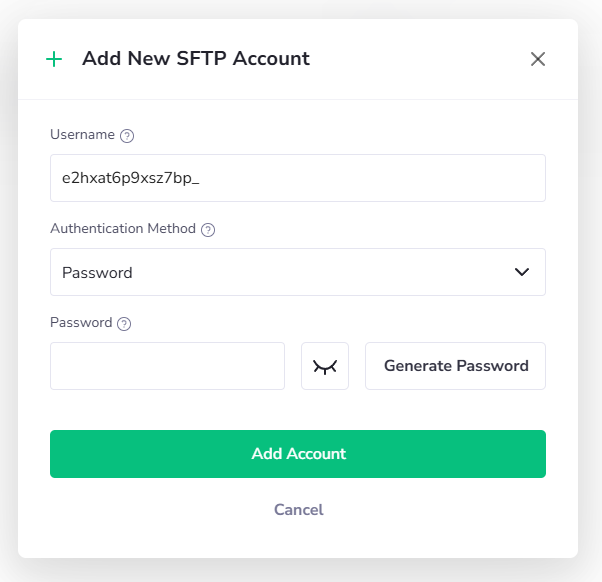 Add New SFTP Account
Username
e2hxat6p9xsz7bp_
Authentication Method
Password
Password
Generate Password
Add Account
Cancel